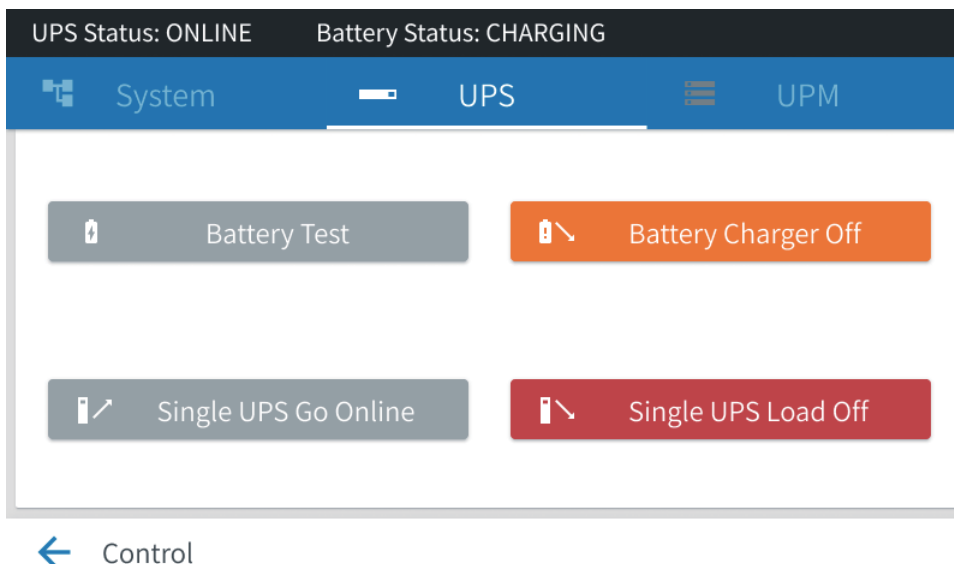 UPS Status: ONLINE Battery Status: CHARGING
System UPS UPM
Battery Test Battery Charger Off
Single UPS Go Online Single UPS Load Off
Control